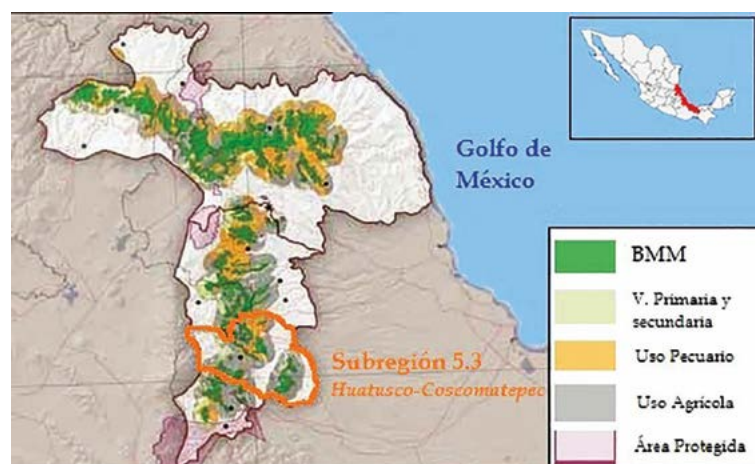 Golfo de
México
Subregión 5.3
Huatusco-Coscomatepec
BMM
V. Primaria y
secundaria
Uso Pecuario
Uso Agrícola
Área Protegida